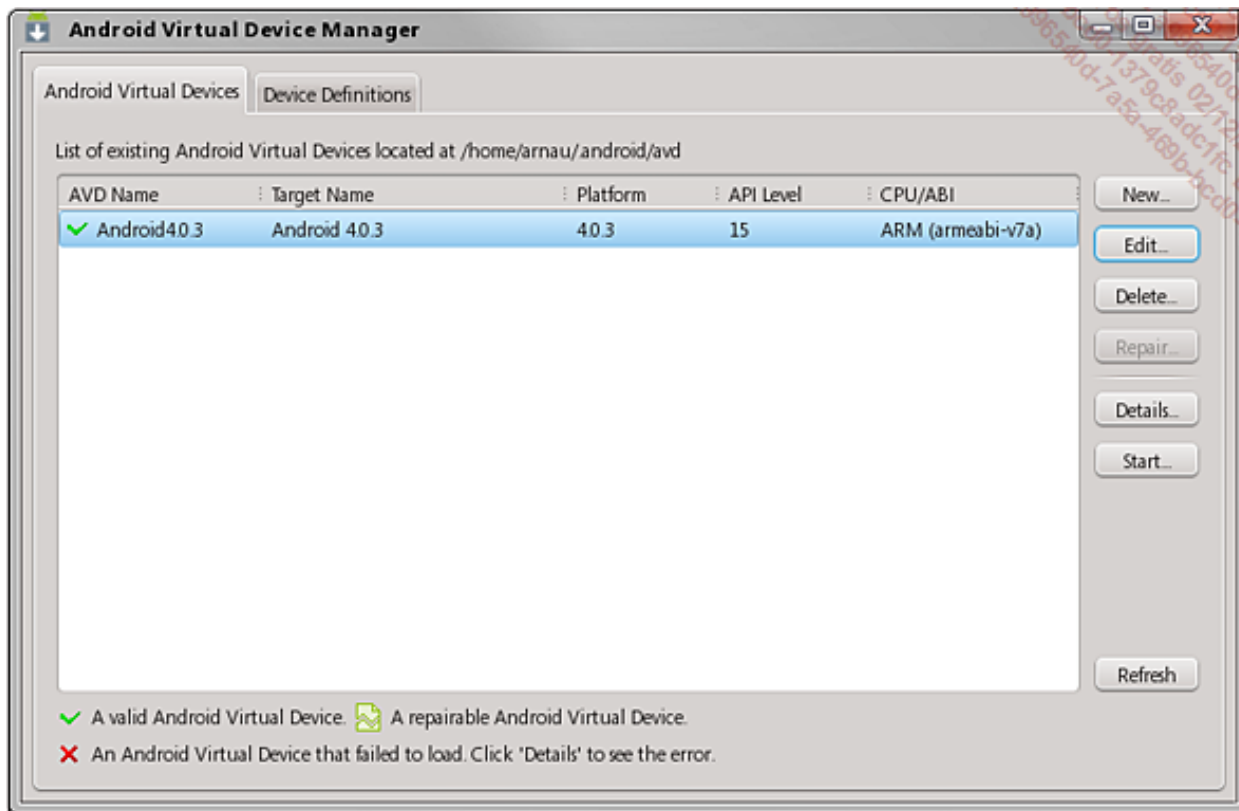 Android Virtual Device Manager
Android Virtual Devices
Device Definitions
List of existing Android Virtual Devices located at /home/arnau/.android/avd
AVD Name Target Name Platform API Level CPU/ABI
Android4.0.3 Android 4.0.3 4.0.3 15 ARM (armeabi-v7a)
New...
Edit...
Delete...
Repair...
Details...
Start...
Refresh
A valid Android Virtual Device. A repairable Android Virtual Device.
An Android Virtual Device that failed to load. Click 'Details' to see the error.